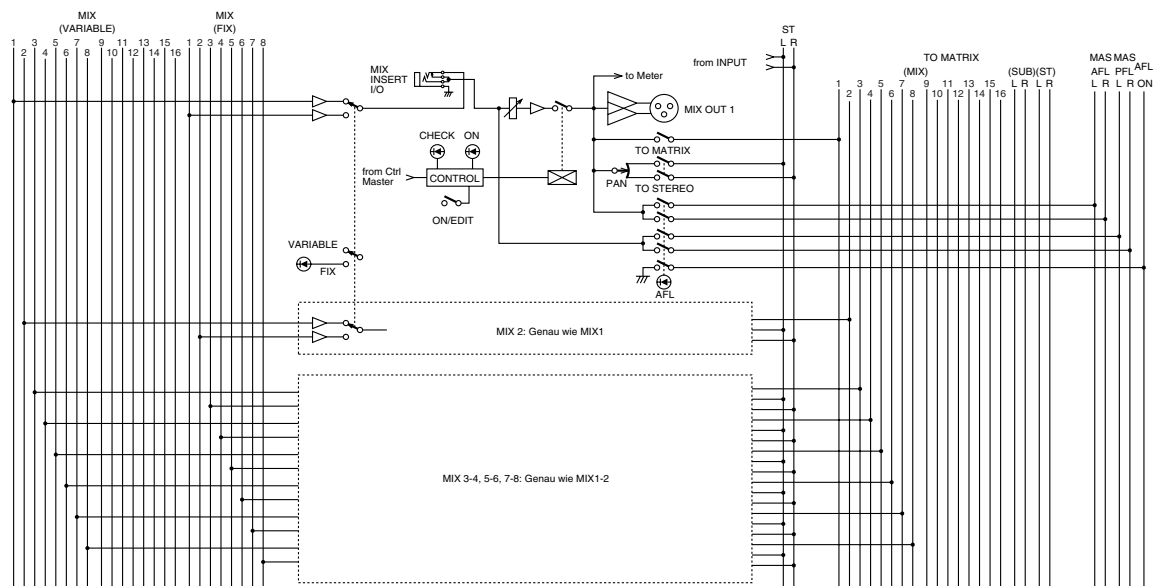 MIX
(VARIABLE)
1 3 5 7 9 11 13 15
2 4 6 8 10 12 14 16
MIX
(FIX)
1 2 3 4 5 6 7 8
MIX
INSERT
I/O
to Meter
MIX OUT 1
from INPUT
ST
L R
TO MATRIX
(MIX)
1 3 5 7 9 11 13 15
2 4 6 8 10 12 14 16
(SUB)(ST)
L R L R
MAS MAS
AFL PFL AFL
L R L R ON
CHECK ON
from Ctrl
Master
CONTROL
ON/EDIT
TO MATRIX
PAN
TO STEREO
VARIABLE
FIX
AFL
MIX 2: Genau wie MIX1
MIX 3-4, 5-6, 7-8: Genau wie MIX1-2